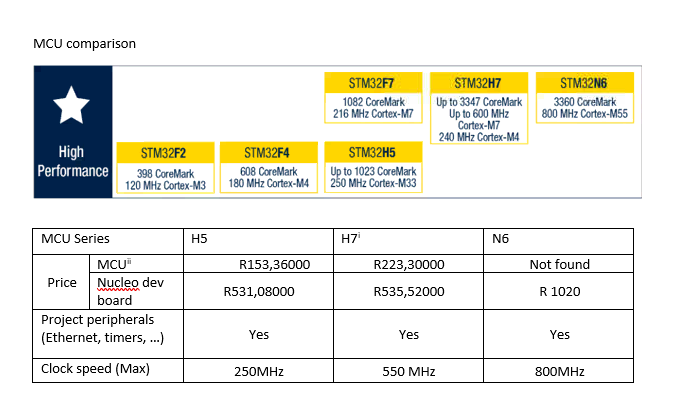 MCU comparison
STM32F7
STM32H7
STM32N6
1082 CoreMark
Up to 3347 CoreMark
3360 CoreMark
216 MHz Cortex-M7
Up to 600 MHz
800 MHz Cortex-M55
Cortex-M7
240 MHz Cortex-M4
High
Performance
STM32F2
STM32F4
STM32H5
398 CoreMark
608 CoreMark
Up to 1023 CoreMark
120 MHz Cortex-M3
180 MHz Cortex-M4
250 MHz Cortex-M33
MCU Series H5 H7i N6
Price
MCUii R153,36000 R223,30000 Not found
Nucleo dev
board R531,08000 R535,52000 R 1020
Project peripherals
(Ethernet, timers, ...) Yes Yes Yes
Clock speed (Max) 250MHz 550 MHz 800MHz